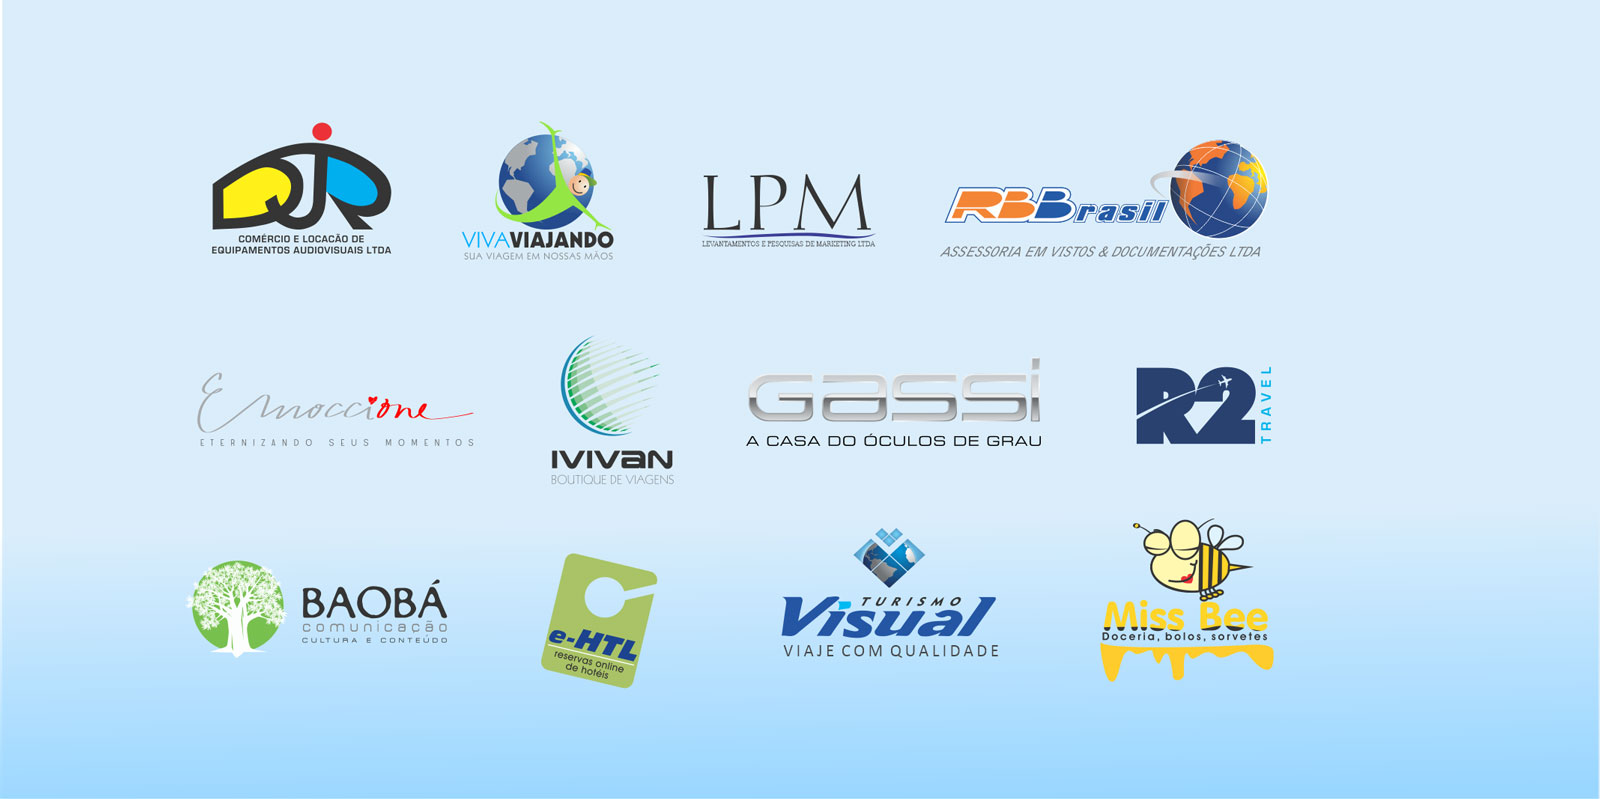 DJR
COMÉRCIO E LOCACÃO DE
EQUIPAMENTOS AUDIOVISUAIS LTDA
VIVAVIAJANDO
SUA VIAGEM EM NOSSAS MÃOS
LPM
LEVANTAMENTOS E PESQUISAS DE MARKETING LTDA
RBBrasil
ASSESSORIA EM VISTOS & DOCUMENTAÇÕES LTDA
Emoccione
ETERNIZANDO SEUS MOMENTOS
IVIVAN
BOUTIQUE DE VIAGENS
GASSI
A CASA DO ÓCULOS DE GRAU
R2
TRAVEL
BAOBÁ
comunicação
CULTURA E CONTEÚDO
e-HTL
reservas online
de hotéis
TURISMO
Visual
VIAJE COM QUALIDADE
Miss Bee
Doceria, bolos, sorvetes